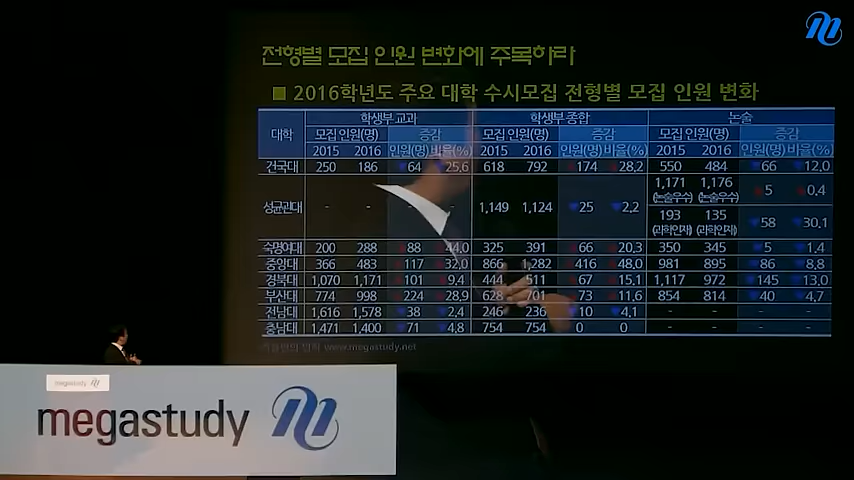 전형별 모집 인원 변화에 주목하라
■ 2016학년도 주요 대학 수시모집 전형별 모집 인원 변화
대학 학생부 교과 학생부 종합 논술
모집 인원(명) 증감 모집 인원(명) 증감 모집 인원(명) 증감
2015 2016 인원(명) 비율(%) 2015 2016 인원(명) 비율(%) 2015 2016 인원(명) 비율(%)
건국대 250 186 ▼64 ▼25,6 618 792 ▲174 ▲28,2 550 484 ▼66 ▼12,0
성균관대 - - - - 1,149 1,124 ▼25 ▼2,2 1,171 (논술우수) 1,176 (논술우수) ▲5 ▲0,4
193 (과학인재) 135 (과학인재) ▼58 ▼30,1
숙명여대 200 288 ▲88 ▲44,0 325 391 ▲66 ▲20,3 350 345 ▼5 ▼1,4
중앙대 366 483 ▲117 ▲32,0 866 1,282 ▲416 ▲48,0 981 895 ▼86 ▼8,8
경북대 1,070 1,171 ▲101 ▲9,4 444 511 ▲67 ▲15,1 1,117 972 ▼145 ▼13,0
부산대 774 998 ▲224 ▲28,9 628 701 ▲73 ▲11,6 854 814 ▼40 ▼4,7
전남대 1,616 1,578 ▼38 ▼2,4 246 236 ▼10 ▼4,1 - - - -
충남대 1,471 1,400 ▼71 ▼4,8 754 754 0 0 - - - -
www.megastudy.net
megastudy
megastudy